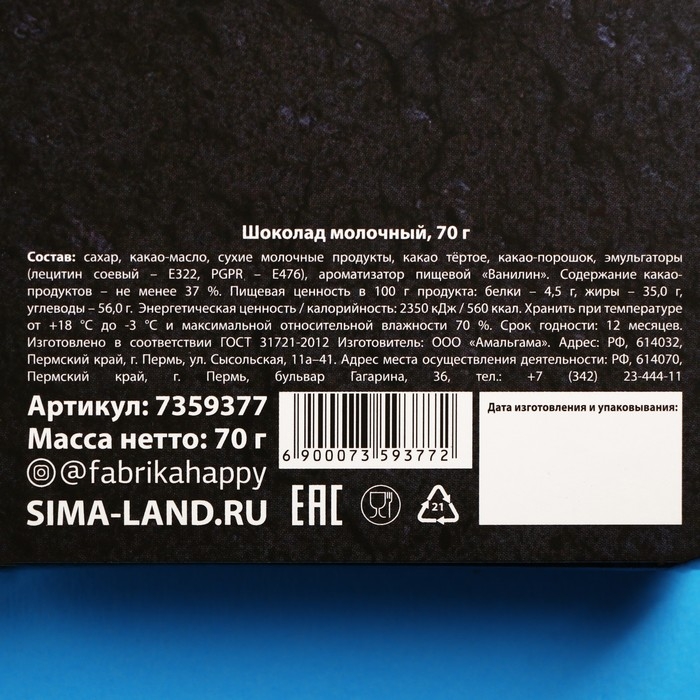 Шоколад молочный, 70 г
Состав: сахар, какао-масло, сухие молочные продукты, какао тёртое, какао-порошок, эмульгаторы
(лецитин соевый – Е322, PGPR – Е476), ароматизатор пищевой «Ванилин». Содержание какао-
продуктов – не менее 37 %. Пищевая ценность в 100 г продукта: белки – 4,5 г, жиры – 35,0 г,
углеводы – 56,0 г. Энергетическая ценность / калорийность: 2350 кДж / 560 ккал. Хранить при температуре
от +18 °С до -3 °С и максимальной относительной влажности 70 %. Срок годности: 12 месяцев.
Изготовлено в соответствии ГОСТ 31721-2012 Изготовитель: ООО «Амальгама». Адрес: РФ, 614032,
Пермский край, г. Пермь, ул. Сысольская, 11а–41. Адрес места осуществления деятельности: РФ, 614070,
Пермский край, г. Пермь, бульвар Гагарина, 36, тел.: +7 (342) 23-444-11
Артикул: 7359377
Масса нетто: 70 г
@fabrikahappy
SIMA-LAND.RU
6 900073 593772
EAC
21
Дата изготовления и упаковывания: